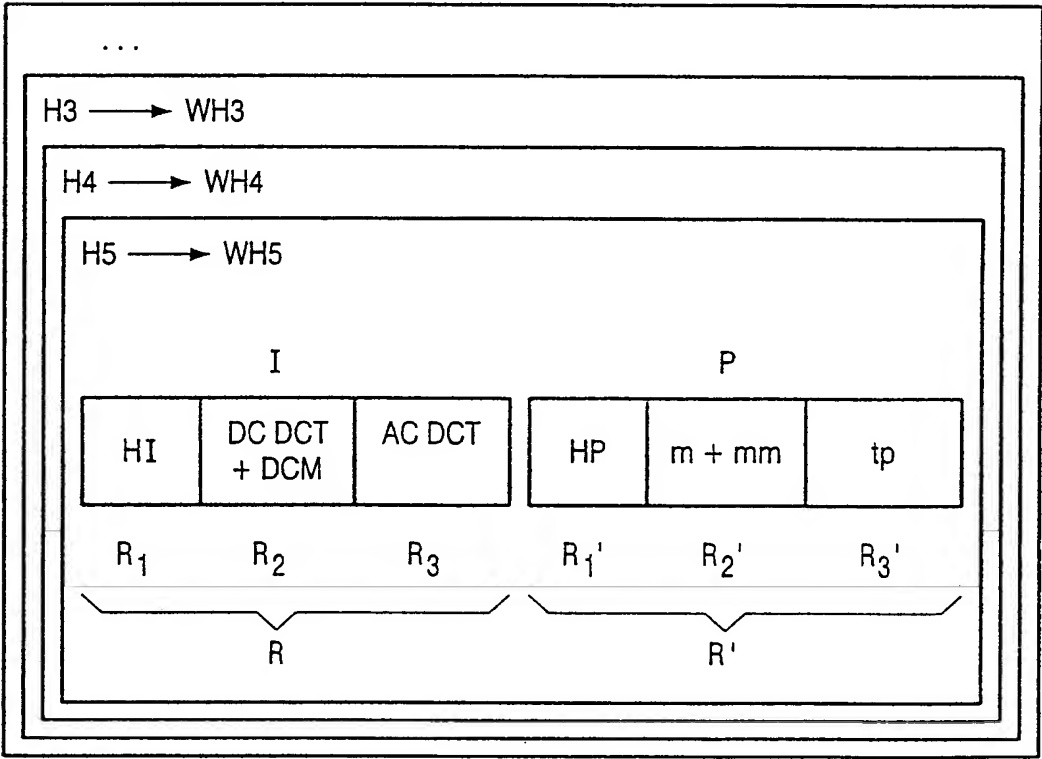 ...
H3 → WH3
H4 → WH4
H5 → WH5
I P
HI DC DCT + DCM AC DCT HP m + mm tp
R1 R2 R3 R1' R2' R3'
R R'